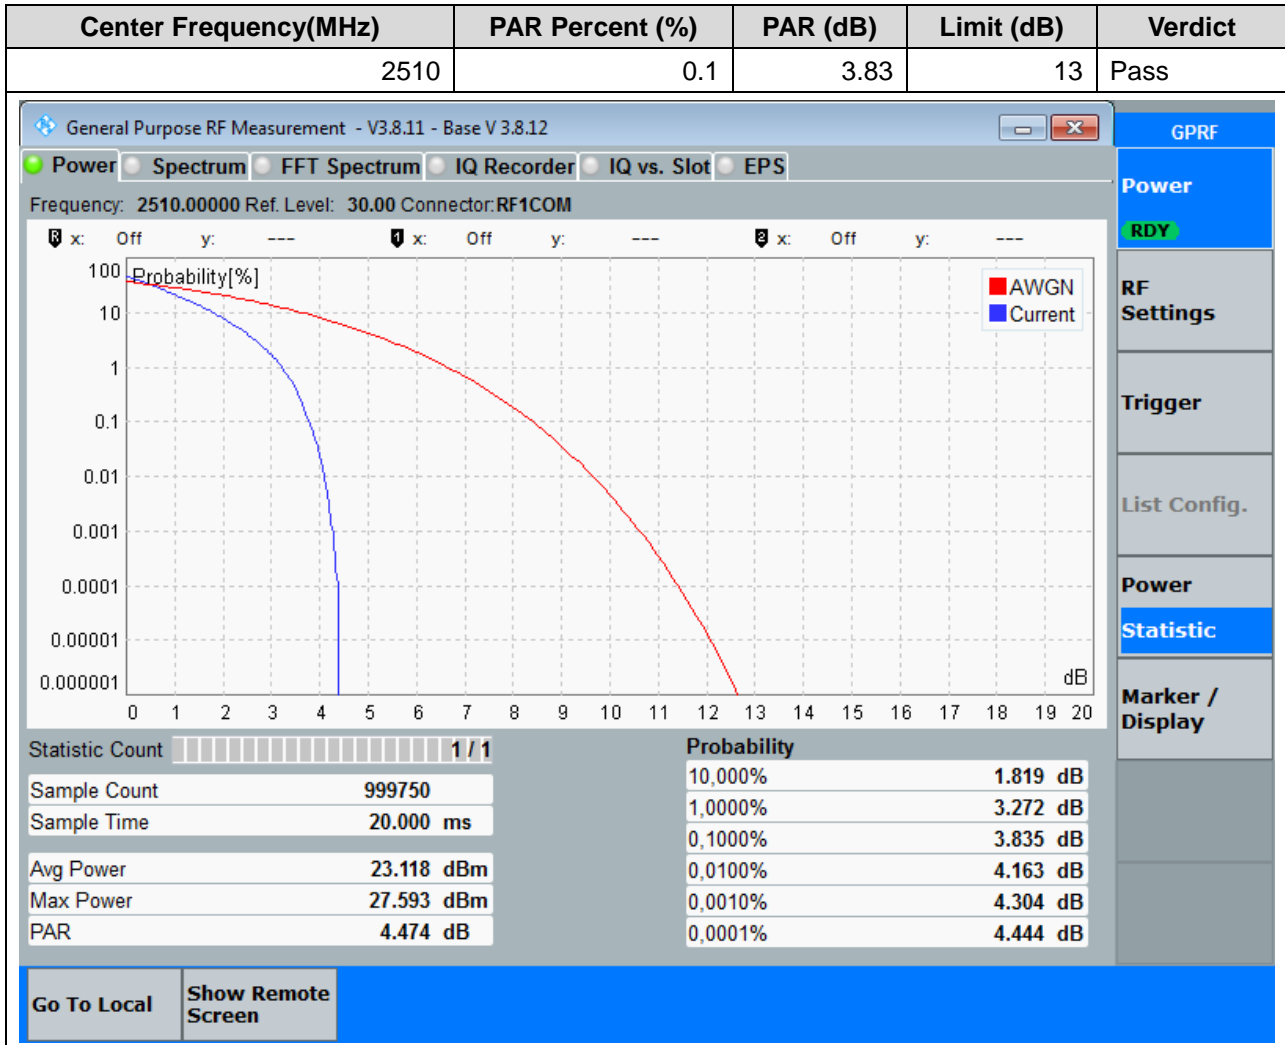 Center Frequency(MHz) PAR Percent (%) PAR (dB) Limit (dB) Verdict
2510 0.1 3.83 13 Pass
General Purpose RF Measurement - V3.8.11 - Base V 3.8.12
GPRF
Power Spectrum FFT Spectrum IQ Recorder IQ vs. Slot EPS
Frequency: 2510.00000 Ref. Level: 30.00 Connector: RF1COM
R x: Off y: --- 1 x: Off y: --- 2 x: Off y: ---
Probability[%]
AWGN
Current
100
10
1
0.1
0.01
0.001
0.0001
0.00001
0.000001
dB
0 1 2 3 4 5 6 7 8 9 10 11 12 13 14 15 16 17 18 19 20
Statistic Count 1 / 1
Sample Count 999750
Sample Time 20.000 ms
Avg Power 23.118 dBm
Max Power 27.593 dBm
PAR 4.474 dB
Probability
10,000% 1.819 dB
1,0000% 3.272 dB
0,1000% 3.835 dB
0,0100% 4.163 dB
0,0010% 4.304 dB
0,0001% 4.444 dB
Power
RDY
RF
Settings
Trigger
List Config.
Power
Statistic
Marker /
Display
Go To Local
Show Remote
Screen